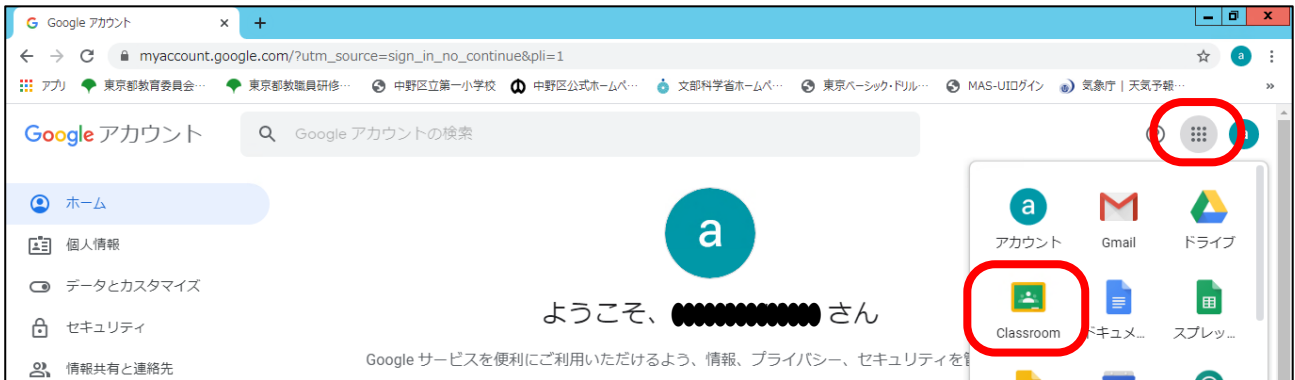 G Google アカウント × +
myaccount.google.com/?utm_source=sign_in_no_continue&pli=1 a
アプリ 東京都教育委員会… 東京都教職員研修… 中野区立第一小学校 中野区公式ホームペ… 文部科学省ホームペ… 東京ベーシック・ドリル… MAS-UIログイン 気象庁 | 天気予報… »
Google アカウント Google アカウントの検索 a
ホーム
個人情報
データとカスタマイズ
セキュリティ
情報共有と連絡先
a
ようこそ、 さん
Google サービスを便利にご利用いただけるよう、情報、プライバシー、セキュリティを
a
アカウント Gmail ドライブ
Classroom ドキュメ… スプレッ…